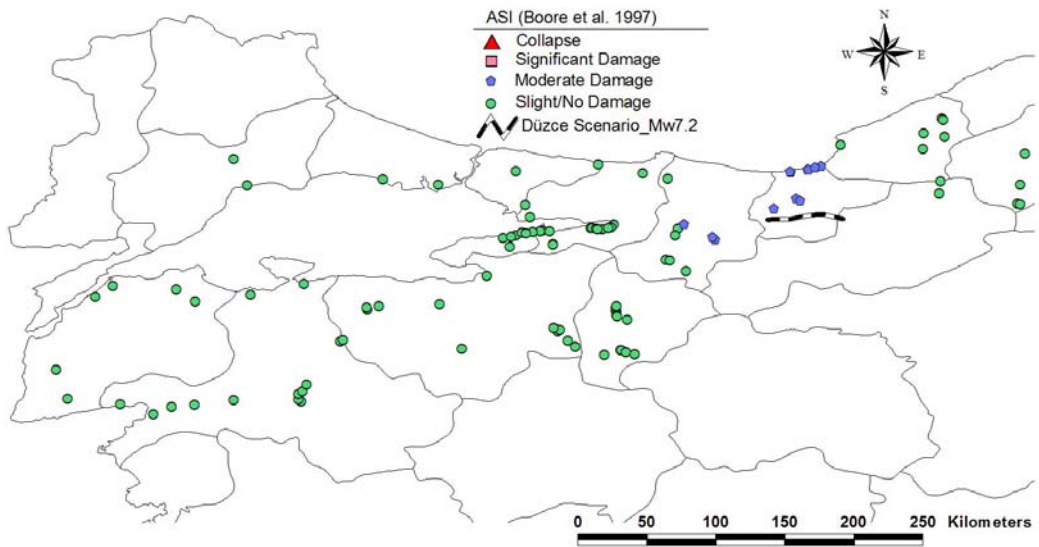 ASI (Boore et al. 1997)
Collapse
Significant Damage
Moderate Damage
Slight/No Damage
Düzce Scenario_Mw7.2
N
W E
S
0 50 100 150 200 250 Kilometers